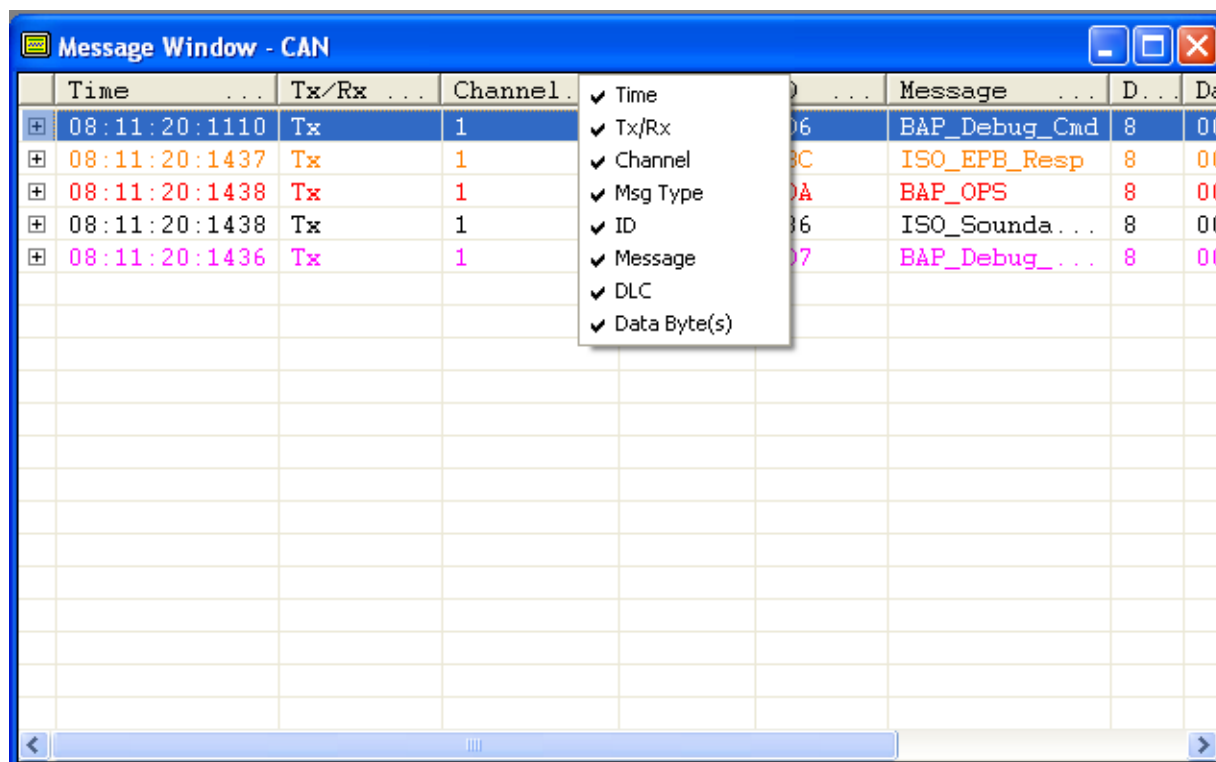 Message Window - CAN
Time ... Tx/Rx ... Channel. ... Message ... D... Da
08:11:20:1110 Tx 1 06 BAP_Debug_Cmd 8
08:11:20:1437 Tx 1 ISO_EPB_Resp 8
08:11:20:1438 Tx 1 BAP_OPS 8
08:11:20:1438 Tx 1 ISO_Sounda... 8
08:11:20:1436 Tx 1 BAP_Debug_... 8
Time
Tx/Rx
Channel
Msg Type
ID
Message
DLC
Data Byte(s)